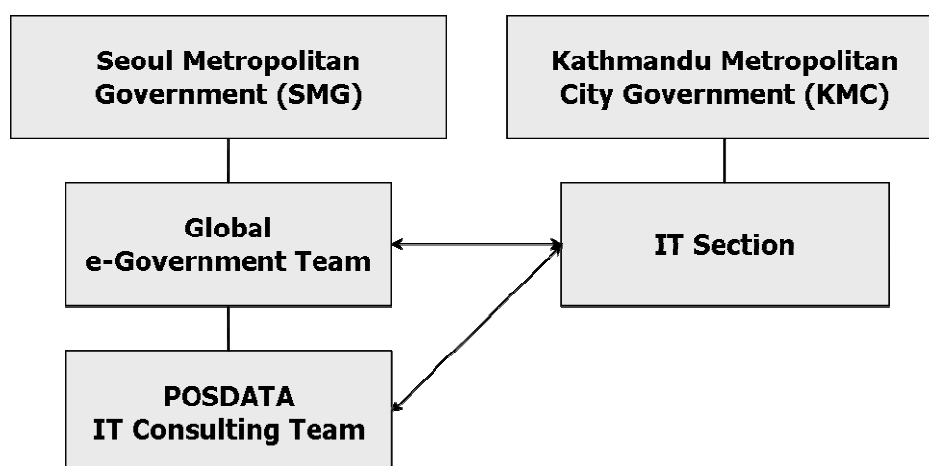 Seoul Metropolitan
Government (SMG)
Kathmandu Metropolitan
City Government (KMC)
Global
e-Government Team
IT Section
POSDATA
IT Consulting Team